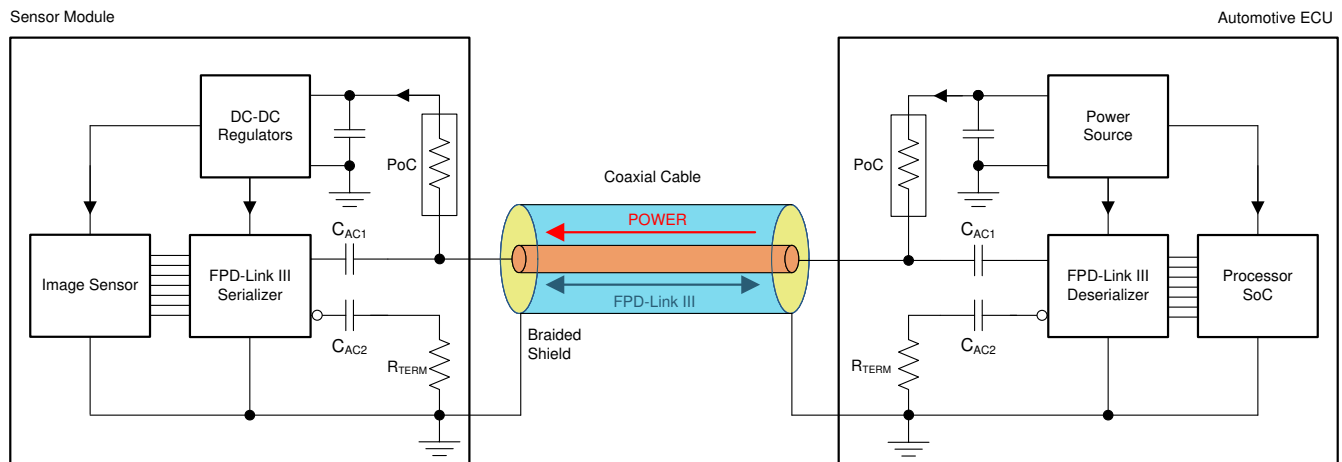 Sensor Module
Automotive ECU
DC-DC
Regulators
PoC
Coaxial Cable
POWER
FPD-Link III
Braided
Shield
PoC
Power
Source
Image Sensor
FPD-Link III
Serializer
CAC1
CAC2
RTERM
CAC1
CAC2
RTERM
FPD-Link III
Deserializer
Processor
SoC